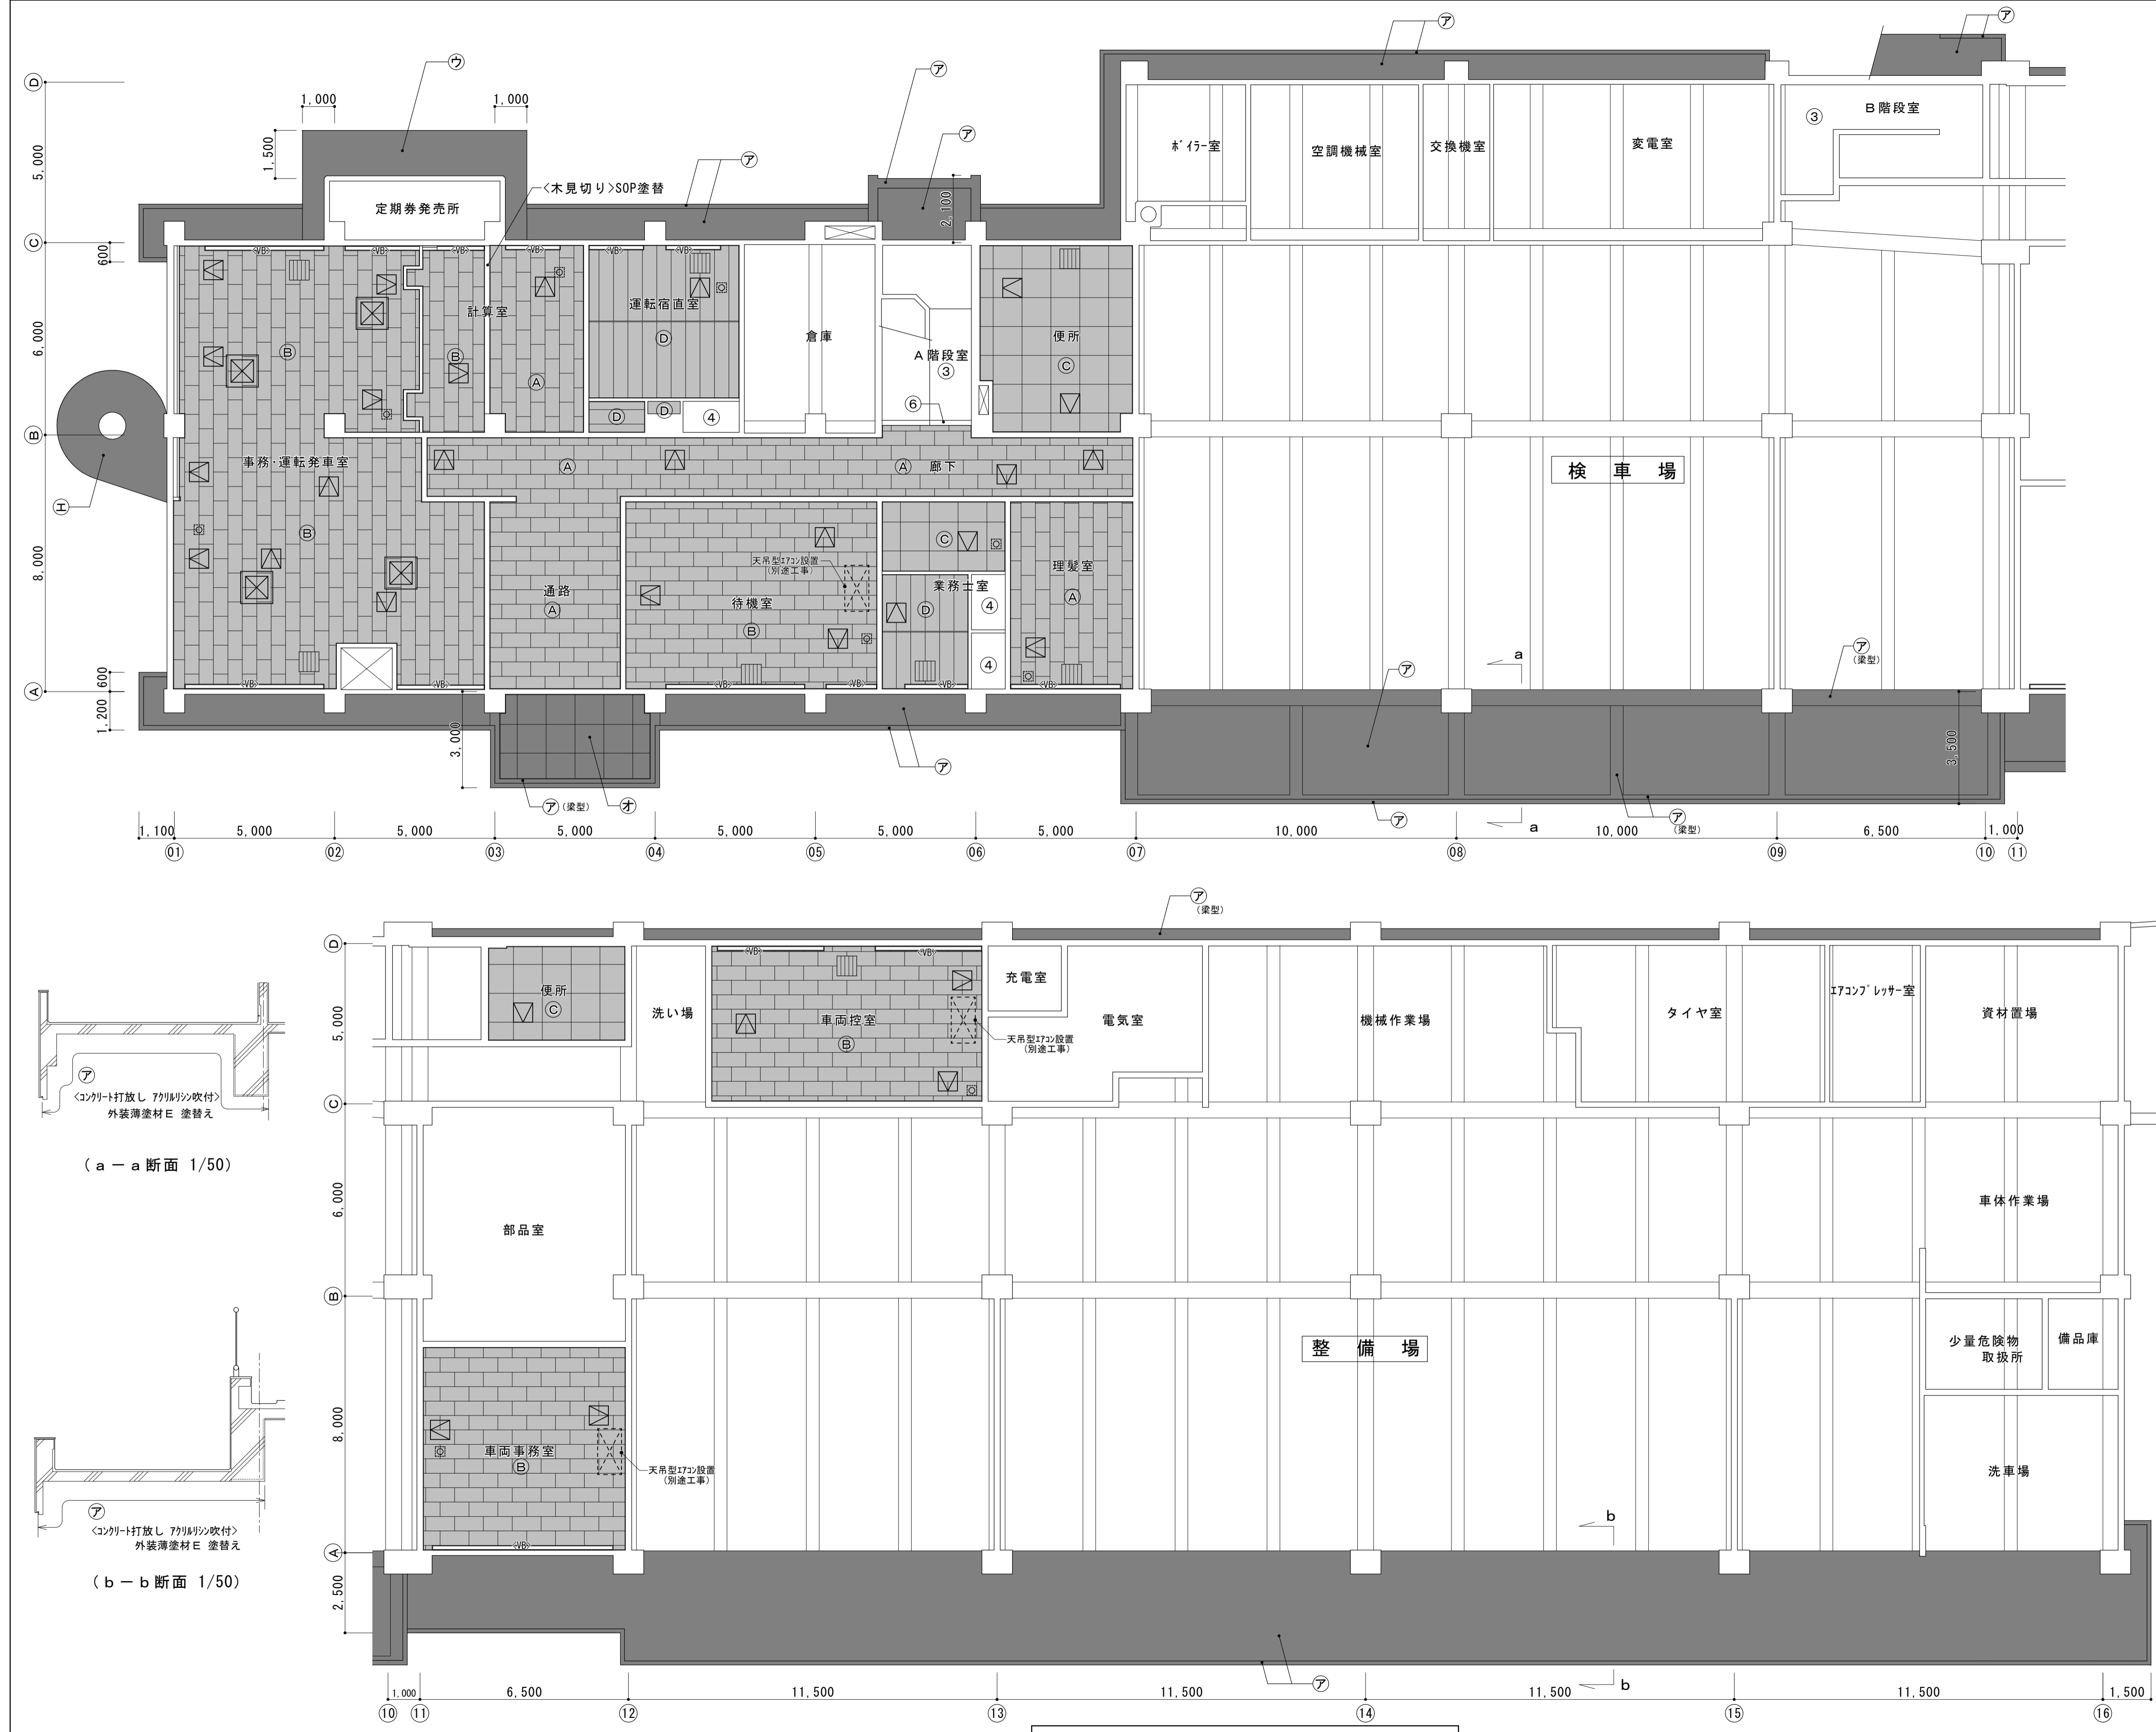 ㋐
㋐
㋒
㋐
Ⓓ
1,000
1,000
㋐
B階段室
③
5,000
1,500
㋐
ﾎﾞｲﾗｰ室
空調機械室
交換機室
変電室
<木見切り>SOP塗替
定期券発売所
2,100
Ⓒ
600
<VB>
<VB>
<VB>
<VB>
<VB>
<VB>
計算室
運転宿直室
6,000
Ⓑ
Ⓑ
Ⓐ
Ⓓ
倉庫
A階段室
③
便所
Ⓒ
Ⓓ
Ⓓ
④
⑥
Ⓑ
事務・運転発車室
Ⓐ
Ⓐ
廊下
検車場
㋓
Ⓑ
8,000
天吊型ｴｱｺﾝ設置
(別途工事)
Ⓒ
理髪室
通路
Ⓐ
待機室
Ⓑ
業務士室
Ⓓ
④
Ⓐ
④
a
㋐
(梁型)
㋐
600
Ⓐ
<VB>
<VB>
<VB>
<VB>
<VB>
<VB>
1,200
3,000
3,500
㋐
㋐(梁型)
㋔
㋐
a
㋐
(梁型)
1,100
5,000
5,000
5,000
5,000
5,000
5,000
10,000
10,000
6,500
1,000
01
02
03
04
05
06
07
08
09
⑩
⑪
㋐
(梁型)
Ⓓ
<VB>
<VB>
便所
Ⓒ
洗い場
車両控室
Ⓑ
充電室
電気室
機械作業場
タイヤ室
ｴｱｺﾝﾌﾟﾚｯｻｰ室
資材置場
5,000
天吊型ｴｱｺﾝ設置
(別途工事)
㋐
<ｺﾝｸﾘｰﾄ打放し ｱｸﾘﾙﾘｼﾝ吹付>
外装薄塗材E 塗替え
Ⓒ
(a－a断面 1/50)
6,000
部品室
車体作業場
Ⓑ
整備場
少量危険物
取扱所
備品庫
8,000
車両事務室
Ⓑ
天吊型ｴｱｺﾝ設置
(別途工事)
洗車場
㋐
<ｺﾝｸﾘｰﾄ打放し ｱｸﾘﾙﾘｼﾝ吹付>
外装薄塗材E 塗替え
b
Ⓐ
<VB>
(b－b断面 1/50)
2,500
㋐
b
1,000
6,500
11,500
11,500
11,500
11,500
1,500
⑩
⑪
⑫
⑬
⑭
⑮
⑯